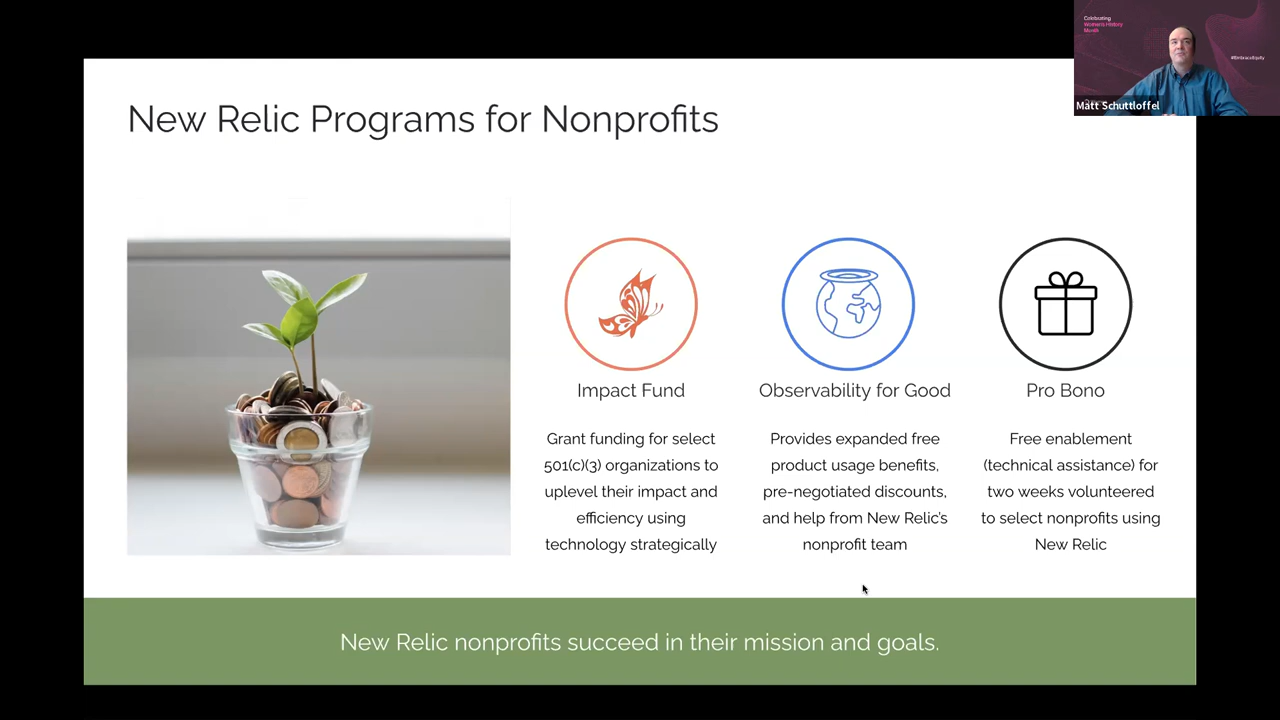 Celebrating
Womens History
Month
#EmbraceEquity
Matt Schuttloffel
New Relic Programs for Nonprofits
Impact Fund
Grant funding for select
501(c)(3) organizations to
uplevel their impact and
efficiency using
technology strategically
Observability for Good
Provides expanded free
product usage benefits,
pre-negotiated discounts,
and help from New Relic's
nonprofit team
Pro Bono
Free enablement
(technical assistance) for
two weeks volunteered
to select nonprofits using
New Relic
New Relic nonprofits succeed in their mission and goals.